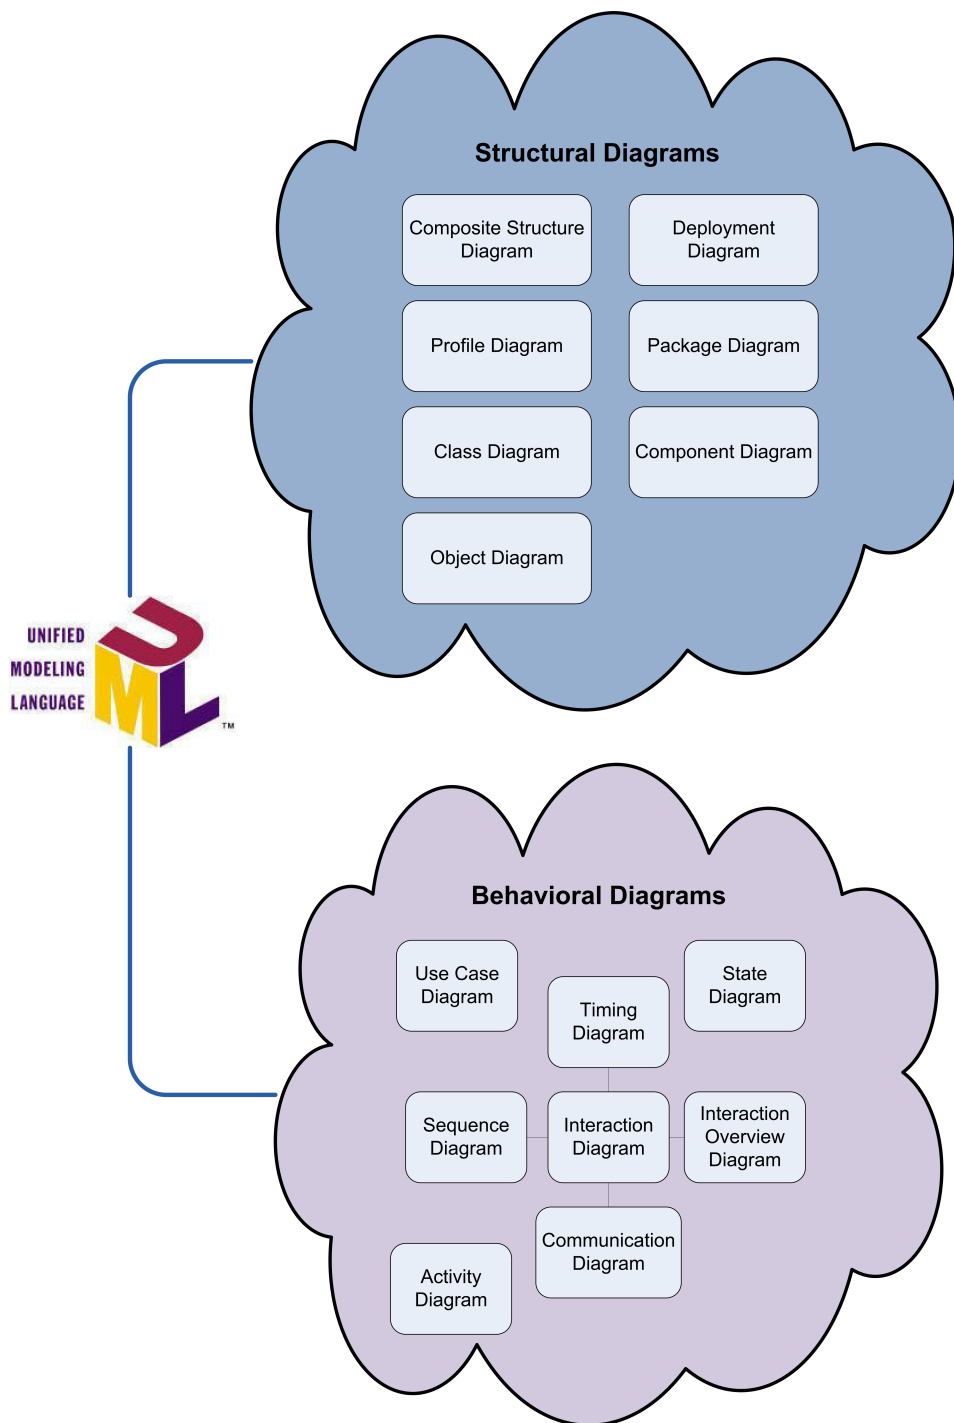 Structural Diagrams
Composite Structure
Diagram
Deployment
Diagram
Profile Diagram
Package Diagram
Class Diagram
Component Diagram
Object Diagram
UNIFIED
MODELING
LANGUAGE
UML
TM
Behavioral Diagrams
Use Case
Diagram
State
Diagram
Timing
Diagram
Sequence
Diagram
Interaction
Diagram
Interaction
Overview
Diagram
Communication
Diagram
Activity
Diagram